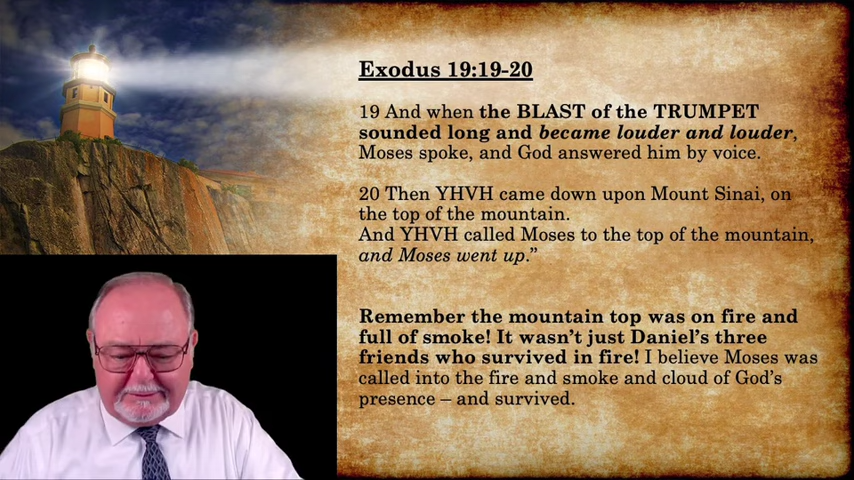 Exodus 19:19-20
19 And when the BLAST of the TRUMPET
sounded long and became louder and louder,
Moses spoke, and God answered him by voice.
20 Then YHVH came down upon Mount Sinai, on
the top of the mountain.
And YHVH called Moses to the top of the mountain,
and Moses went up.”
Remember the mountain top was on fire and
full of smoke! It wasn’t just Daniel’s three
friends who survived in fire! I believe Moses was
called into the fire and smoke and cloud of God’s
presence – and survived.